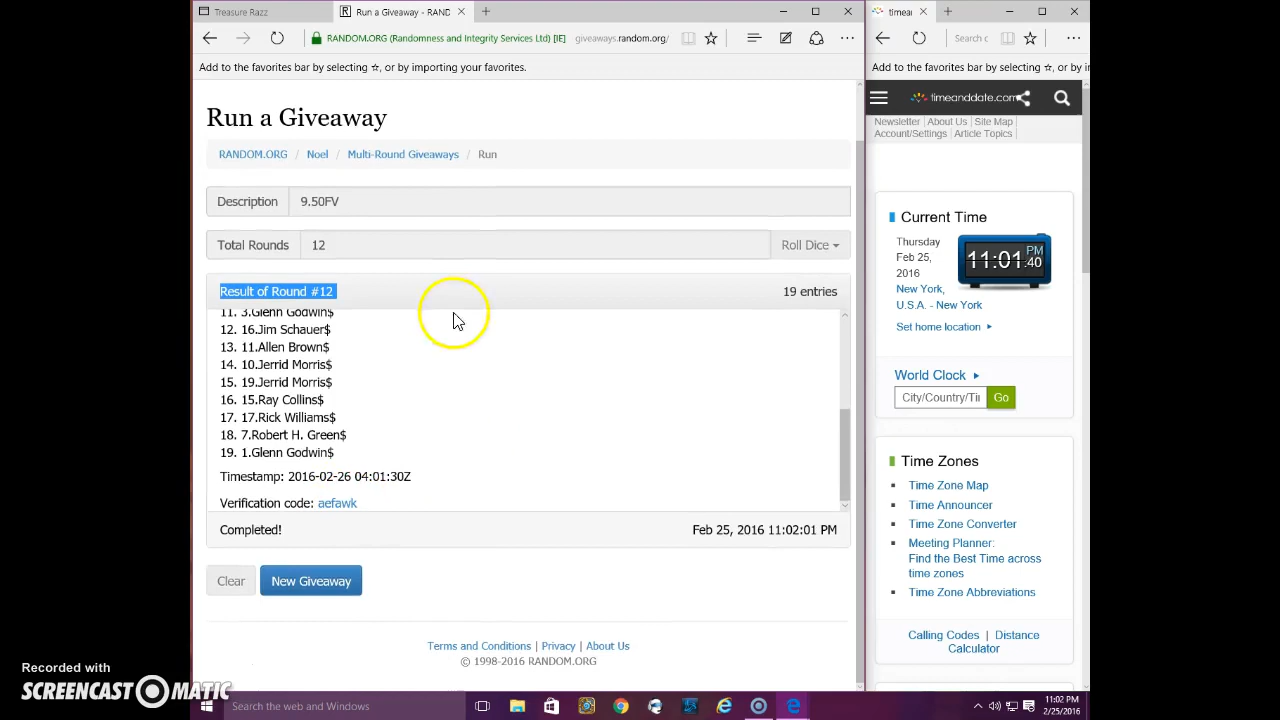 Treasure Razz
Run a Giveaway - RAND
RANDOM.ORG (Randomness and Integrity Services Ltd) [IE]
giveaways.random.org/
Add to the favorites bar by selecting ☆, or by importing your favorites.
Run a Giveaway
RANDOM.ORG / Noel / Multi-Round Giveaways / Run
Description 9.50FV
Total Rounds 12 Roll Dice
Result of Round #12 19 entries
11. 3.Glenn Godwin$
12. 16.Jim Schauer$
13. 11.Allen Brown$
14. 10.Jerrid Morris$
15. 19.Jerrid Morris$
16. 15.Ray Collins$
17. 17.Rick Williams$
18. 7.Robert H. Green$
19. 1.Glenn Godwin$
Timestamp: 2016-02-26 04:01:30Z
Verification code: aefawk
Completed! Feb 25, 2016 11:02:01 PM
Clear New Giveaway
Terms and Conditions | Privacy | About Us
© 1998-2016 RANDOM.ORG
timeand
Search c
Add to the favorites bar by selecting ☆, or by im
timeanddate.com
Newsletter | About Us | Site Map
Account/Settings | Article Topics
Current Time
Thursday
Feb 25,
2016
New York,
U.S.A. - New York
PM
11:01:40
Set home location
World Clock
City/Country/Ti Go
Time Zones
Time Zone Map
Time Announcer
Time Zone Converter
Meeting Planner:
Find the Best Time across
time zones
Time Zone Abbreviations
Calling Codes | Distance
Calculator
Recorded with
SCREENCAST MATIC
Search the web and Windows
11:02 PM
2/25/2016